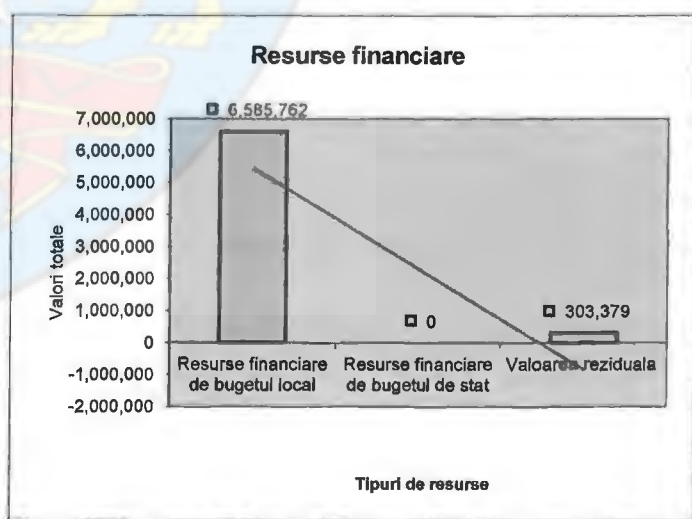 Resurse financiare
6,585,762
7,000,000
6,000,000
5,000,000
4,000,000
3,000,000
2,000,000
1,000,000
0
-1,000,000
-2,000,000
Valori totale
0
303,379
Resurse financiare
de bugetul local
Resurse financiare
de bugetul de stat
Valoarea reziduala
Tipuri de resurse